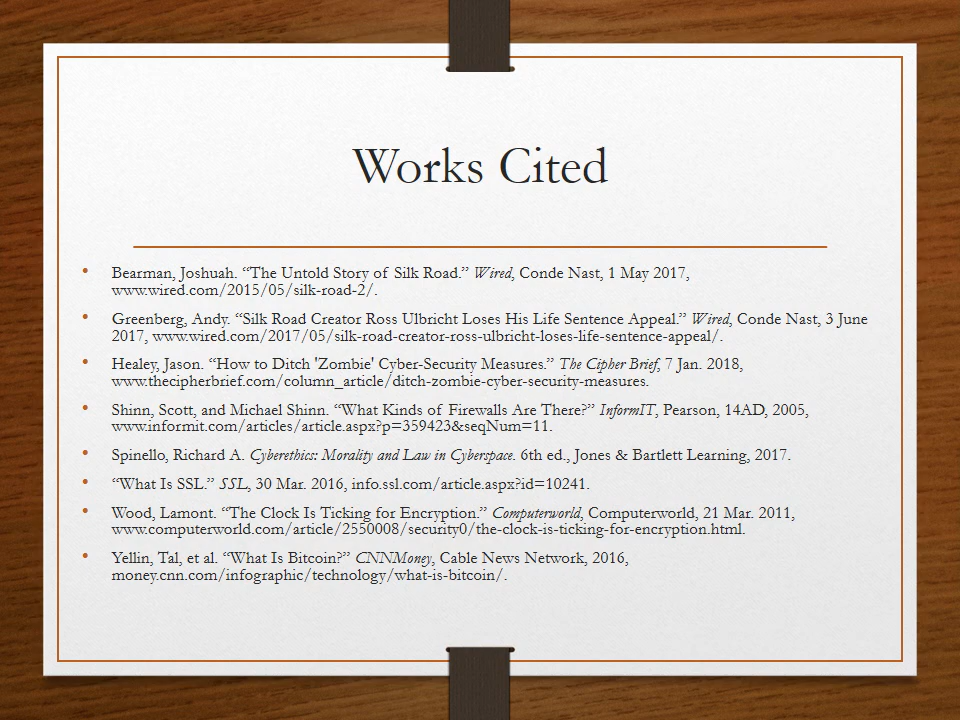 Works Cited
• Bearman, Joshuah. “The Untold Story of Silk Road.” Wired, Conde Nast, 1 May 2017,
www.wired.com/2015/05/silk-road-2/.
• Greenberg, Andy. “Silk Road Creator Ross Ulbricht Loses His Life Sentence Appeal.” Wired, Conde Nast, 3 June
2017, www.wired.com/2017/05/silk-road-creator-ross-ulbricht-loses-life-sentence-appeal/.
• Healey, Jason. “How to Ditch 'Zombie' Cyber-Security Measures.” The Cipher Brief, 7 Jan. 2018,
www.thecipherbrief.com/column_article/ditch-zombie-cyber-security-measures.
• Shinn, Scott, and Michael Shinn. “What Kinds of Firewalls Are There?” InformIT, Pearson, 14AD, 2005,
www.informit.com/articles/article.aspx?p=359423&seqNum=11.
• Spinello, Richard A. Cyberethics: Morality and Law in Cyberspace. 6th ed., Jones & Bartlett Learning, 2017.
• “What Is SSL.” SSL, 30 Mar. 2016, info.ssl.com/article.aspx?id=10241.
• Wood, Lamont. “The Clock Is Ticking for Encryption.” Computerworld, Computerworld, 21 Mar. 2011,
www.computerworld.com/article/2550008/security0/the-clock-is-ticking-for-encryption.html.
• Yellin, Tal, et al. “What Is Bitcoin?” CNNMoney, Cable News Network, 2016,
money.cnn.com/infographic/technology/what-is-bitcoin/.